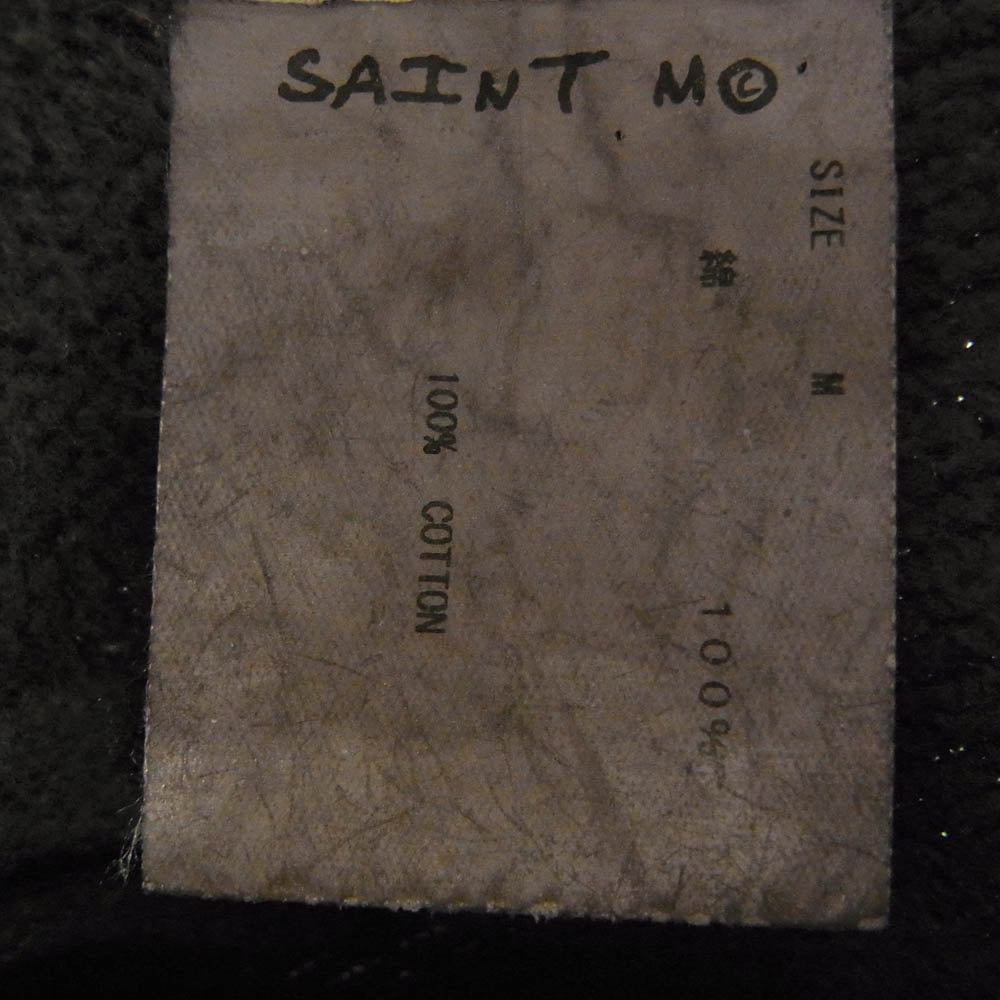 SAINT M©
SIZE M
綿 100%
100% COTTON